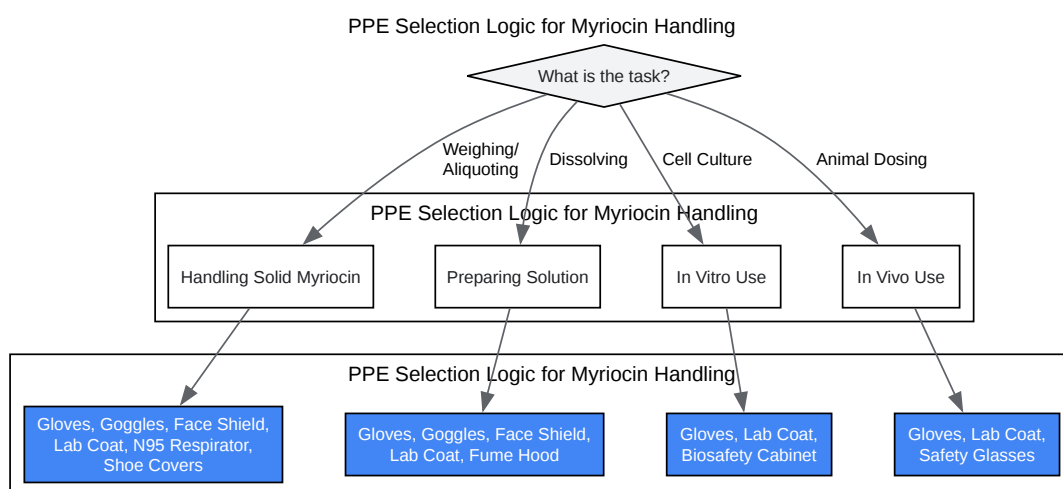 PPE Selection Logic for Myriocin Handling
What is the task?
Weighing/
Aliquoting
Dissolving
Cell Culture
Animal Dosing
PPE Selection Logic for Myriocin Handling
Handling Solid Myriocin
Preparing Solution
In Vitro Use
In Vivo Use
PPE Selection Logic for Myriocin Handling
Gloves, Goggles, Face Shield,
Lab Coat, N95 Respirator,
Shoe Covers
Gloves, Goggles, Face Shield,
Lab Coat, Fume Hood
Gloves, Lab Coat,
Biosafety Cabinet
Gloves, Lab Coat,
Safety Glasses